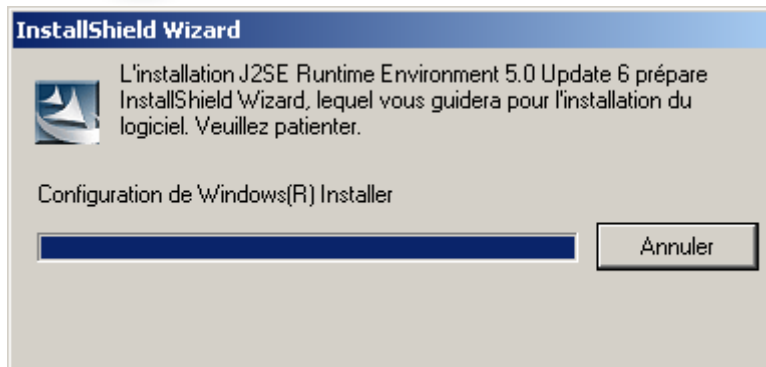 InstallShield Wizard
L'installation J2SE Runtime Environment 5.0 Update 6 prépare
InstallShield Wizard, lequel vous guidera pour l'installation du
logiciel. Veuillez patienter.
Configuration de Windows(R) Installer
Annuler